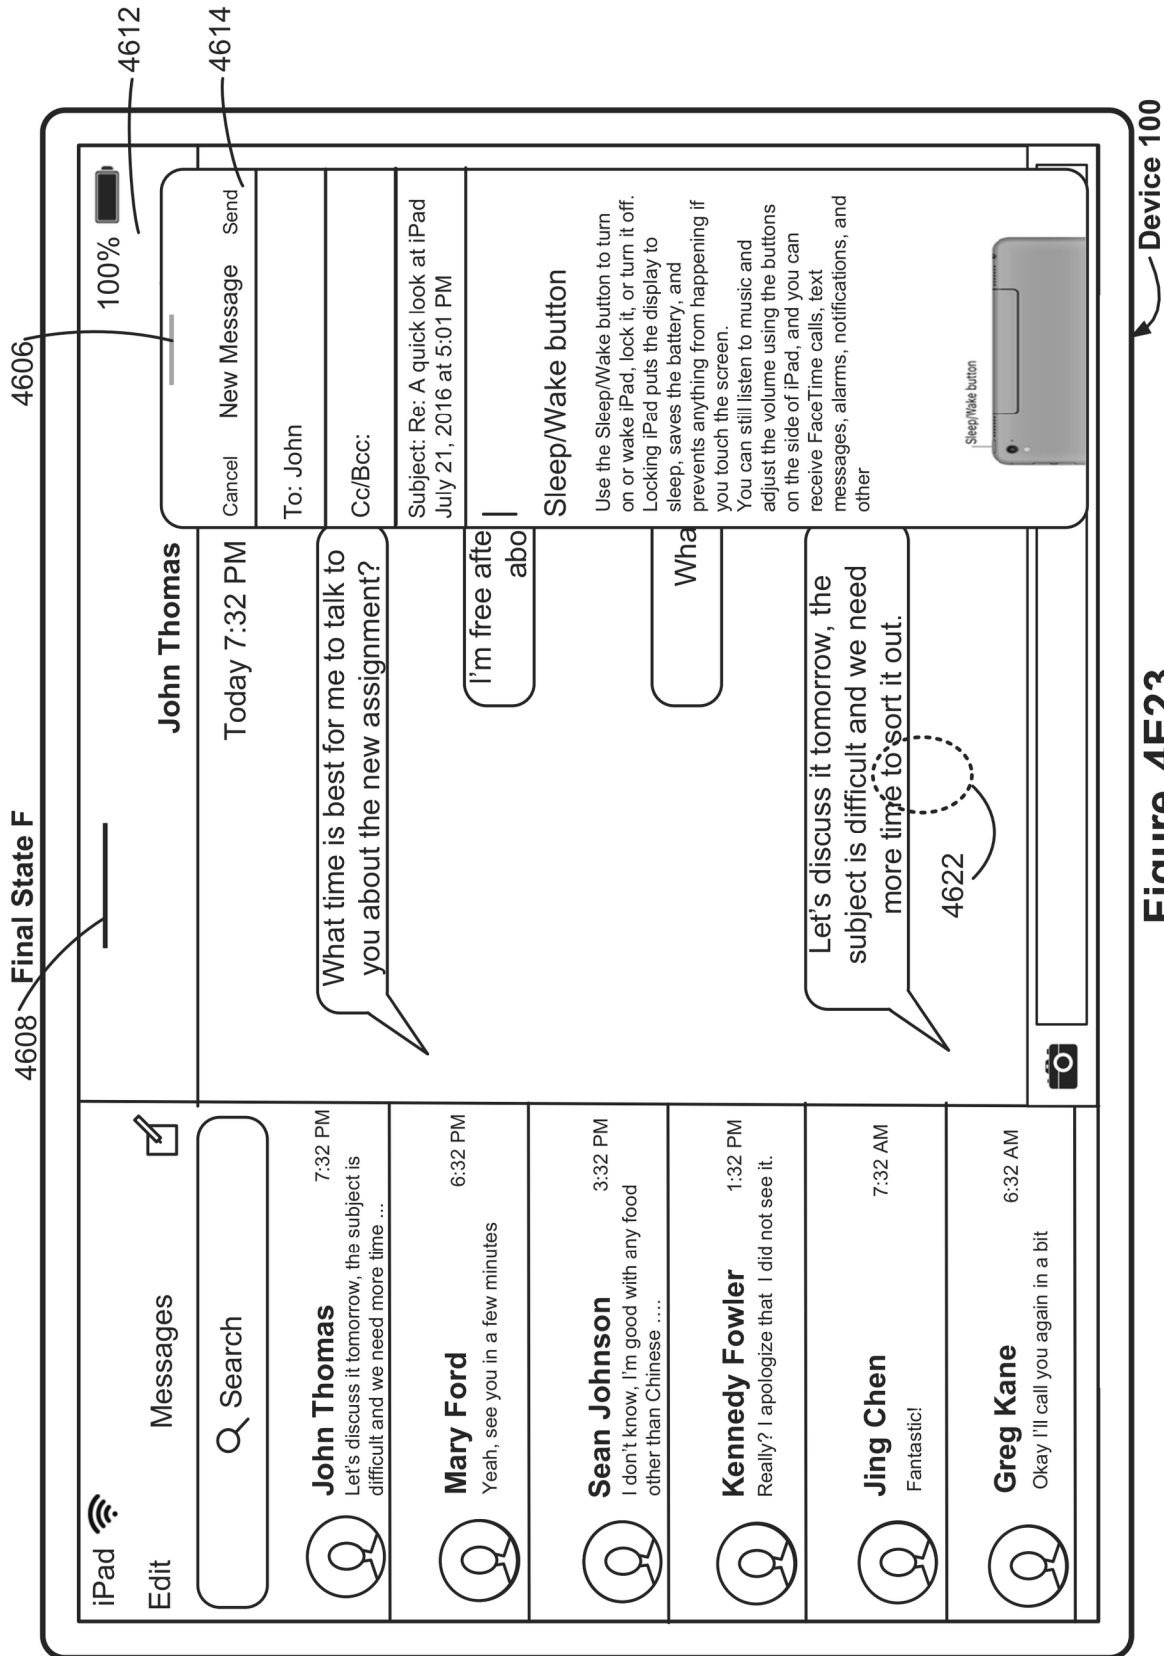 4608
Final State F
4606
4612
4614
iPad
100%
Edit
Messages
Search
John Thomas
7:32 PM
Let's discuss it tomorrow, the subject is
difficult and we need more time ...
Mary Ford
6:32 PM
Yeah, see you in a few minutes
Sean Johnson
3:32 PM
I don't know, I'm good with any food
other than Chinese ....
Kennedy Fowler
1:32 PM
Really? I apologize that I did not see it.
Jing Chen
7:32 AM
Fantastic!
Greg Kane
6:32 AM
Okay I'll call you again in a bit
John Thomas
Today 7:32 PM
What time is best for me to talk to
you about the new assignment?
I'm free afte
abo
Wha
Let's discuss it tomorrow, the
subject is difficult and we need
more time to sort it out.
4622
Cancel
New Message
Send
To: John
Cc/Bcc:
Subject: Re: A quick look at iPad
July 21, 2016 at 5:01 PM
Sleep/Wake button
Use the Sleep/Wake button to turn
on or wake iPad, lock it, or turn it off.
Locking iPad puts the display to
sleep, saves the battery, and
prevents anything from happening if
you touch the screen.
You can still listen to music and
adjust the volume using the buttons
on the side of iPad, and you can
receive FaceTime calls, text
messages, alarms, notifications, and
other
Sleep/Wake button
Device 100
Figure 4E23